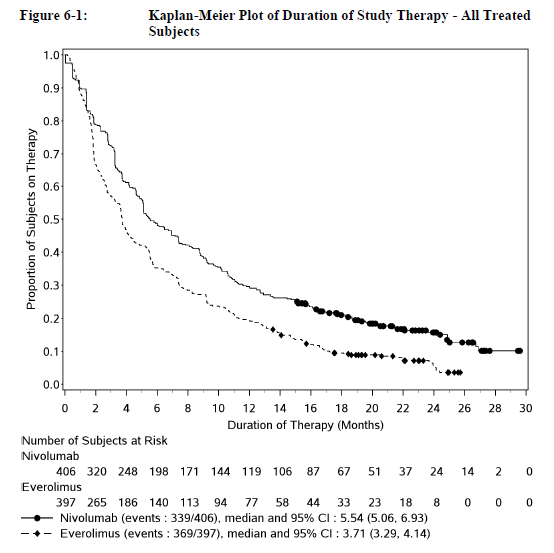 Figure 6-1: Kaplan-Meier Plot of Duration of Study Therapy - All Treated
Subjects
1.0
0.9
0.8
0.7
0.6
0.5
0.4
0.3
0.2
0.1
0.0
Proportion of Subjects on Therapy
0 2 4 6 8 10 12 14 16 18 20 22 24 26 28 30
Duration of Therapy (Months)
Number of Subjects at Risk
Nivolumab
406 320 248 198 171 144 119 106 87 67 51 37 24 14 2 0
Everolimus
397 265 186 140 113 94 77 58 44 33 23 18 8 0 0 0
Nivolumab (events : 339/406), median and 95% CI : 5.54 (5.06, 6.93)
Everolimus (events : 369/397), median and 95% CI : 3.71 (3.29, 4.14)